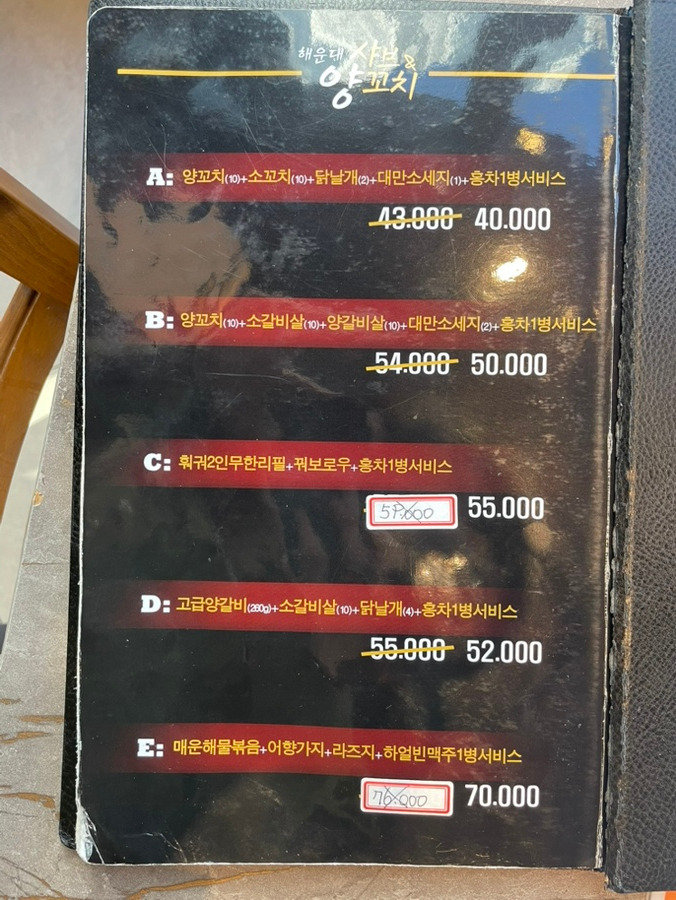 해운대 샤브&
양꼬치
A: 양꼬치(10)+소꼬치(10)+닭날개(2)+대만소세지(1)+홍차1병서비스
43.000 40.000
B: 양꼬치(10)+소갈비살(10)+양갈비살(10)+대만소세지(2)+홍차1병서비스
54.000 50.000
C: 훠궈2인무한리필+꿔보로우+홍차1병서비스
59.000 55.000
D: 고급양갈비(260g)+소갈비살(10)+닭날개(4)+홍차1병서비스
55.000 52.000
E: 매운해물볶음+어향가지+라즈지+하얼빈맥주1병서비스
76.000 70.000